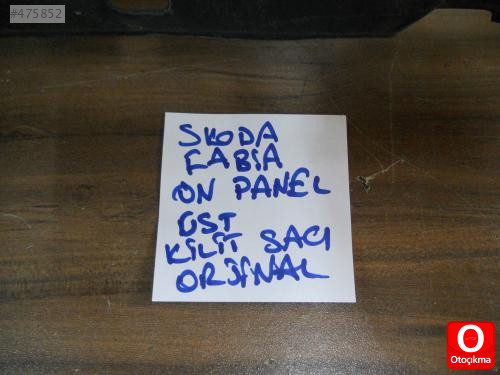 #475852
SKODA
FABİA
ÖN PANEL
ÜST
KİLİT SACI
ORJİNAL
O
Otoçıkma